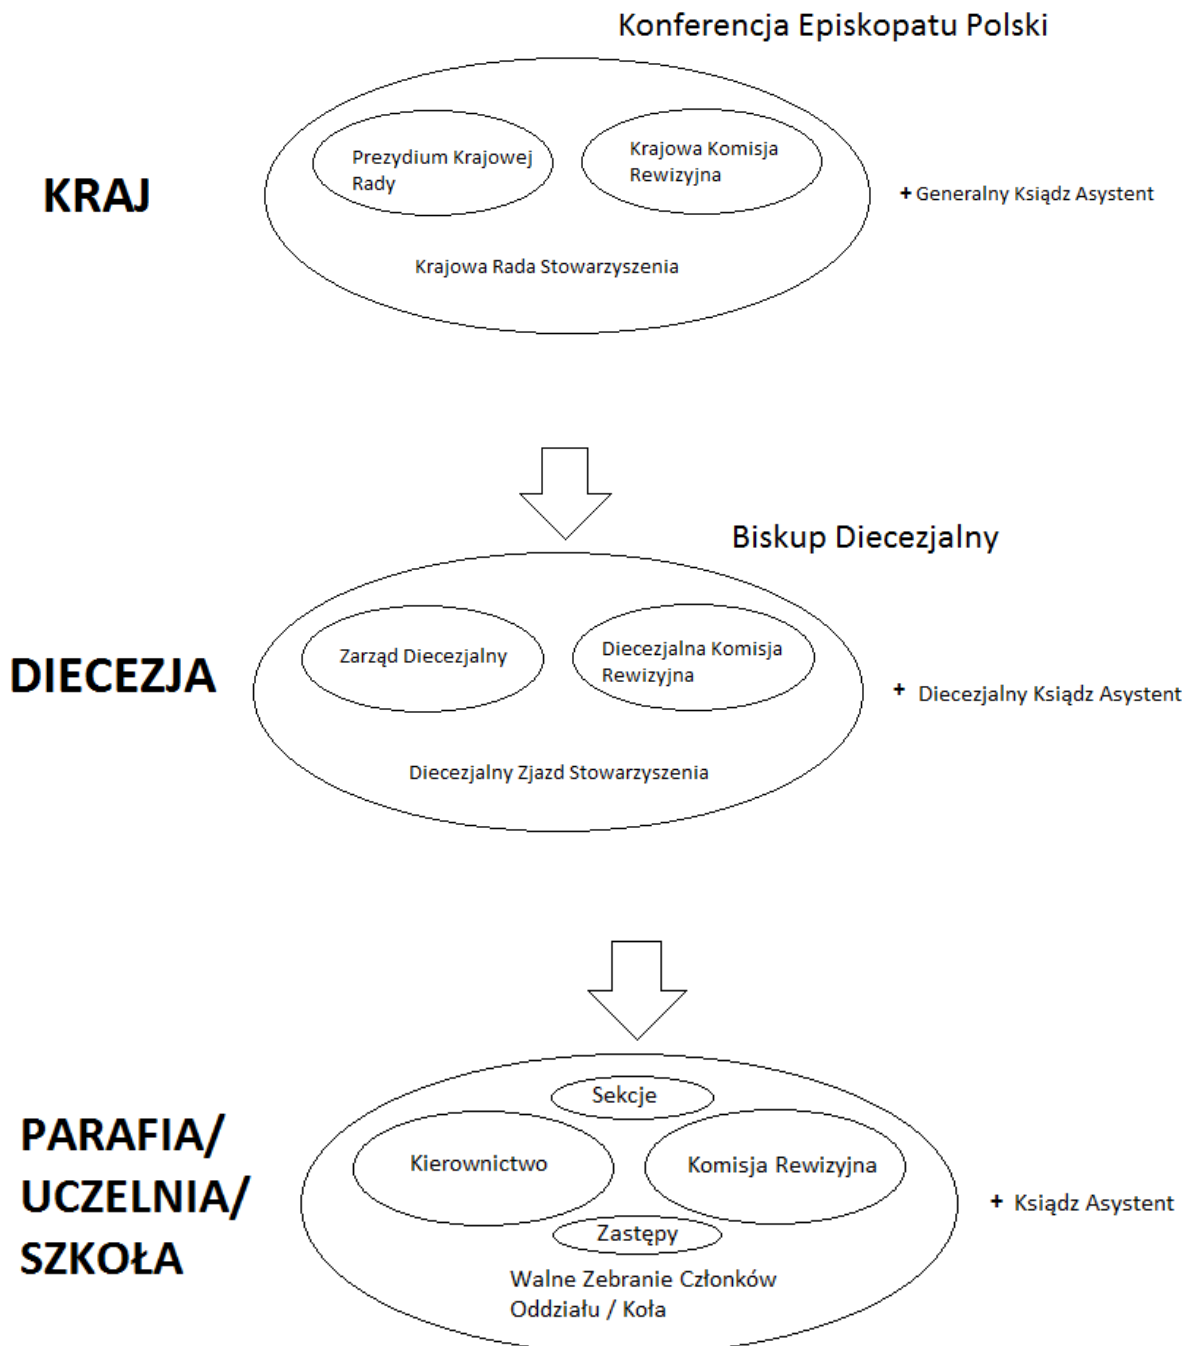 Konferencja Episkopatu Polski
KRAJ
Prezydium Krajowej
Rady
Krajowa Komisja
Rewizyjna
Krajowa Rada Stowarzyszenia
+ Generalny Ksiądz Asystent
Biskup Diecezjalny
DIECEZJA
Zarząd Diecezjalny
Diecezjalna Komisja
Rewizyjna
Diecezjalny Zjazd Stowarzyszenia
+ Diecezjalny Ksiądz Asystent
PARAFIA/
UCZELNIA/
SZKOŁA
Sekcje
Kierownictwo
Komisja Rewizyjna
Zastępy
Walne Zebranie Członków
Oddziału / Koła
+ Ksiądz Asystent